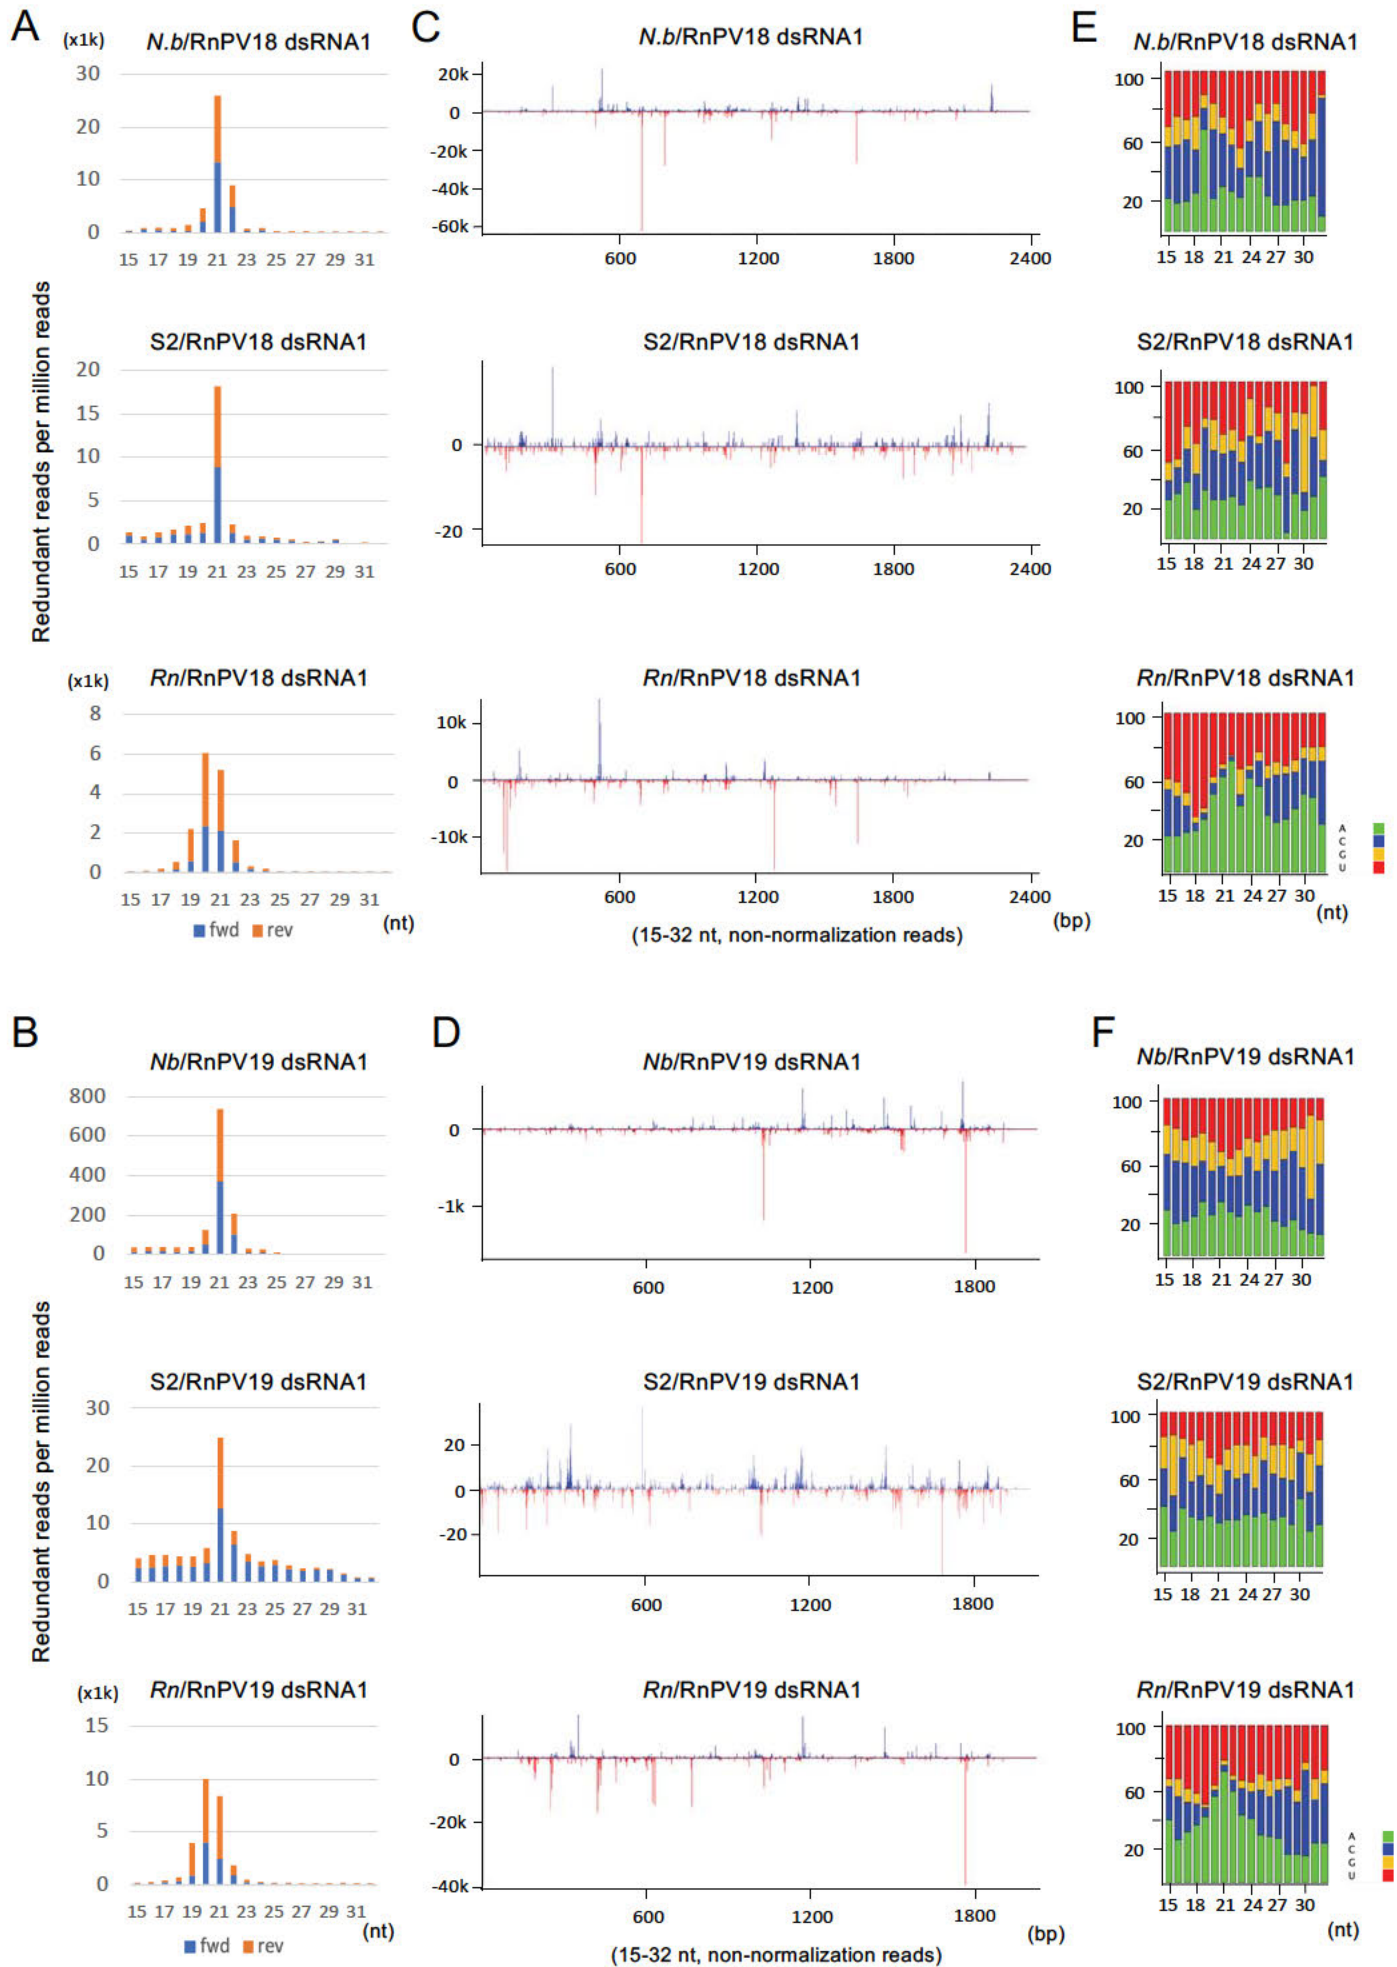 A
(x1k)
N.b/RnPV18 dsRNA1
30
20
10
0
15 17 19 21 23 25 27 29 31
Redundant reads per million reads
S2/RnPV18 dsRNA1
20
15
10
5
0
15 17 19 21 23 25 27 29 31
(x1k)
Rn/RnPV18 dsRNA1
8
6
4
2
0
15 17 19 21 23 25 27 29 31
(nt)
fwd rev
C
N.b/RnPV18 dsRNA1
20k
0
-20k
-40k
-60k
600 1200 1800 2400
S2/RnPV18 dsRNA1
0
-20
600 1200 1800 2400
Rn/RnPV18 dsRNA1
10k
0
-10k
600 1200 1800 2400
(bp)
(15-32 nt, non-normalization reads)
E
N.b/RnPV18 dsRNA1
100
60
20
15 18 21 24 27 30
S2/RnPV18 dsRNA1
100
60
20
15 18 21 24 27 30
Rn/RnPV18 dsRNA1
100
60
20
15 18 21 24 27 30
(nt)
A
C
G
U
B
Nb/RnPV19 dsRNA1
800
600
400
200
0
15 17 19 21 23 25 27 29 31
Redundant reads per million reads
S2/RnPV19 dsRNA1
30
20
10
0
15 17 19 21 23 25 27 29 31
(x1k)
Rn/RnPV19 dsRNA1
15
10
5
0
15 17 19 21 23 25 27 29 31
(nt)
fwd rev
D
Nb/RnPV19 dsRNA1
0
-1k
600 1200 1800
S2/RnPV19 dsRNA1
20
0
-20
600 1200 1800
Rn/RnPV19 dsRNA1
0
-20k
-40k
600 1200 1800
(bp)
(15-32 nt, non-normalization reads)
F
Nb/RnPV19 dsRNA1
100
60
20
15 18 21 24 27 30
S2/RnPV19 dsRNA1
100
60
20
15 18 21 24 27 30
Rn/RnPV19 dsRNA1
100
60
20
15 18 21 24 27 30
(nt)
A
C
G
U